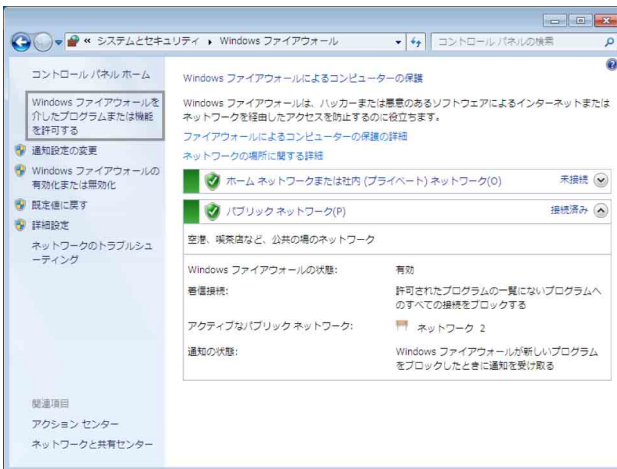 « システムとセキュリティ ▸ Windows ファイアウォール
コントロール パネルの検索
コントロール パネル ホーム
Windows ファイアウォールを
介したプログラムまたは機能
を許可する
通知設定の変更
Windows ファイアウォールの
有効化または無効化
既定値に戻す
詳細設定
ネットワークのトラブルシュ
ーティング
関連項目
アクション センター
ネットワークと共有センター
Windows ファイアウォールによるコンピューターの保護
Windows ファイアウォールは、ハッカーまたは悪意のあるソフトウェアによるインターネットまたは
ネットワークを経由したアクセスを防止するのに役立ちます。
ファイアウォールによるコンピューターの保護の詳細
ネットワークの場所に関する詳細
ホーム ネットワークまたは社内 (プライベート) ネットワーク(O) 未接続
パブリック ネットワーク(P) 接続済み
空港、喫茶店など、公共の場のネットワーク
Windows ファイアウォールの状態: 有効
着信接続: 許可されたプログラムの一覧にないプログラムへ
のすべての接続をブロックする
アクティブなパブリック ネットワーク: ネットワーク 2
通知の状態: Windows ファイアウォールが新しいプログラム
をブロックしたときに通知を受け取る